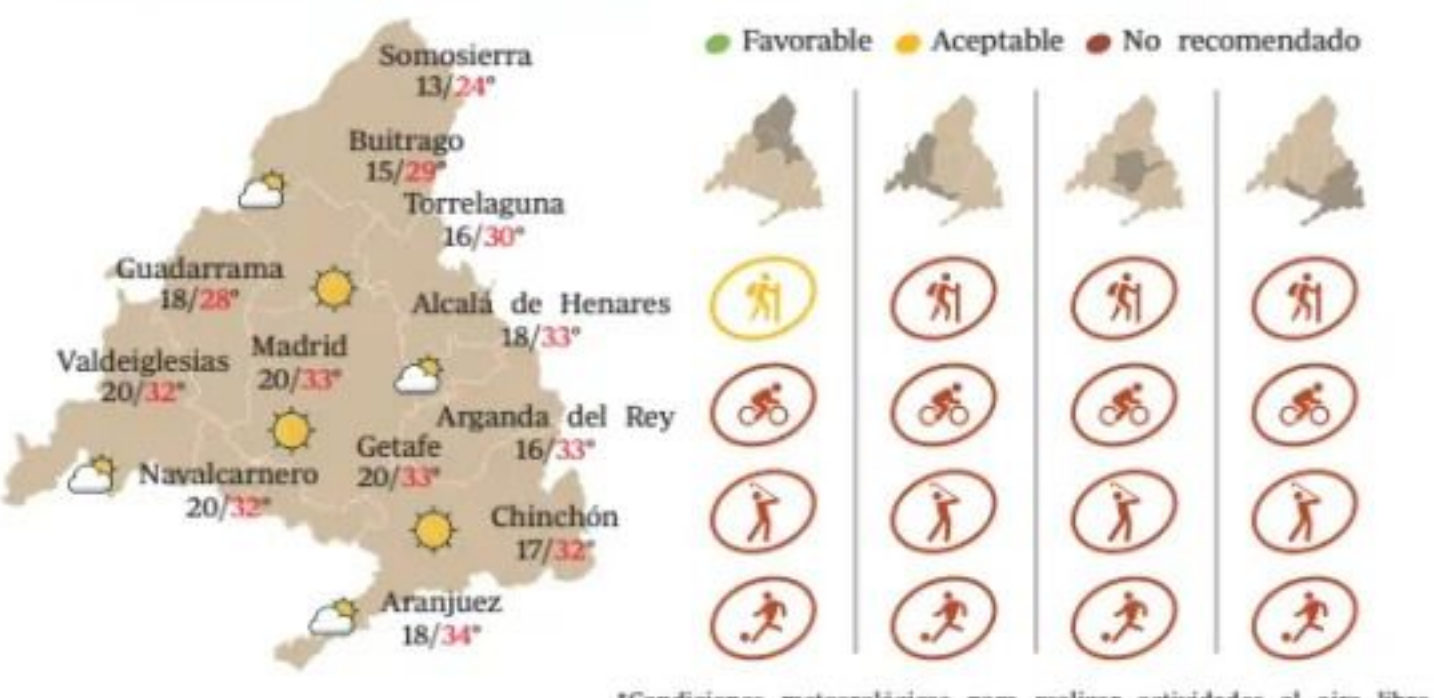 Favorable Aceptable No recomendado
Somosierra
13/24°
Buitrago
15/29°
Torrelaguna
16/30°
Guadarrama
18/28°
Alcalá de Henares
18/33°
Madrid
20/33°
Valdeiglesias
20/32°
Arganda del Rey
16/33°
Getafe
20/33°
Navalcarnero
20/32°
Chinchón
17/32°
Aranjuez
18/34°